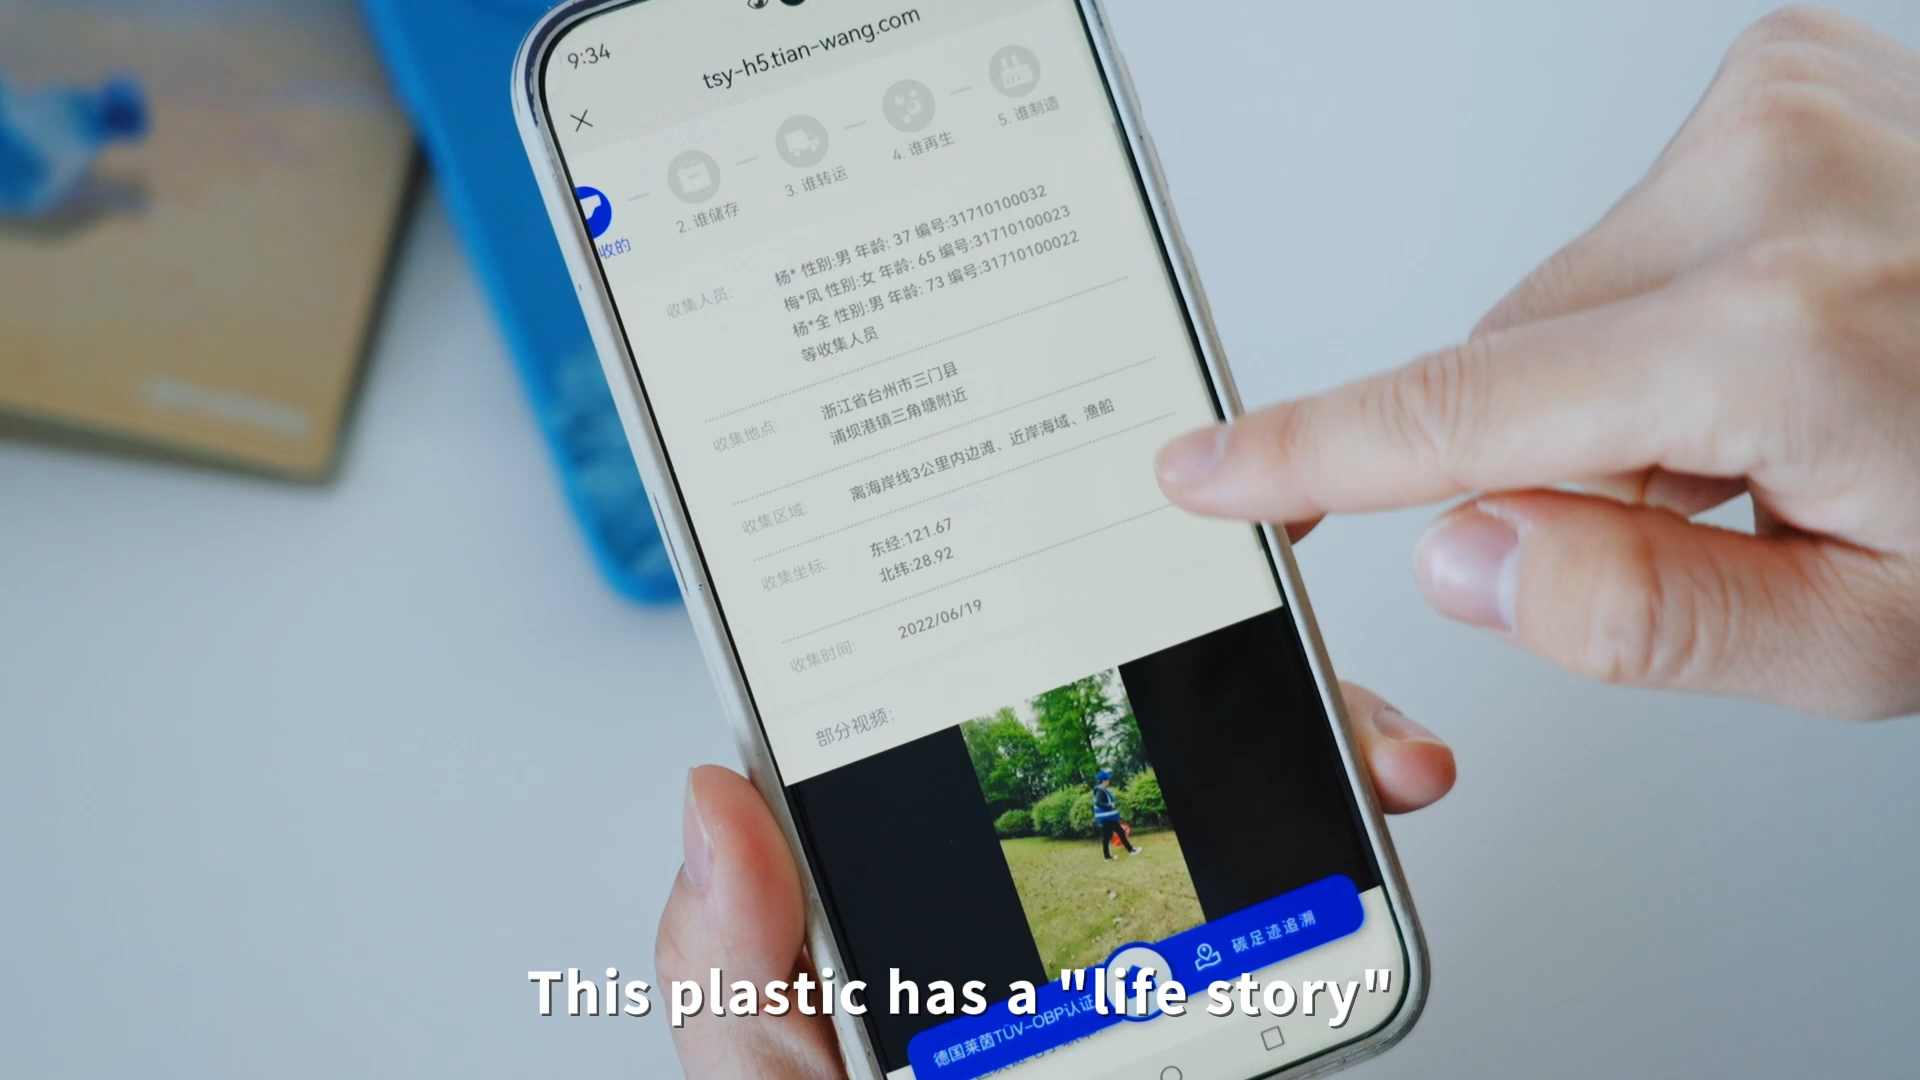 9:34
tsy-h5.tian-wang.com
收的
2. 谁储存
3. 谁转运
4. 谁再生
5. 谁制造
收集人员:
杨* 性别:男 年龄: 37 编号:31710100032
梅*凤 性别:女 年龄: 65 编号:31710100023
杨*全 性别:男 年龄: 73 编号:31710100022
等收集人员
收集地点:
浙江省台州市三门县
浦坝港镇三角塘附近
收集区域:
离海岸线3公里内边滩、近岸海域、渔船
收集坐标:
东经:121.67
北纬:28.92
收集时间:
2022/06/19
部分视频:
德国莱茵TÜV-OBP认证
碳足迹追溯
This plastic has a "life story"